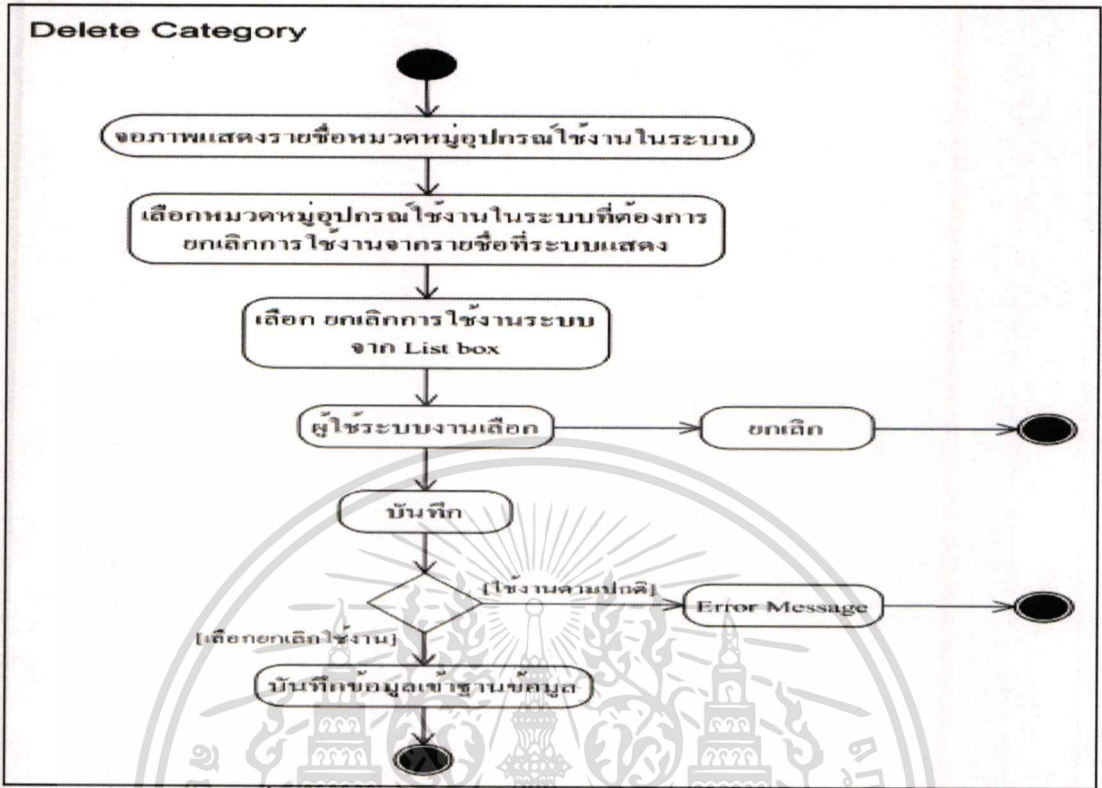 Delete Category
จอภาพแสดงรายชื่อหมวดหมู่อุปกรณ์ใช้งานในระบบ
เลือกหมวดหมู่อุปกรณ์ใช้งานในระบบที่ต้องการ
ยกเลิกการใช้งานจากรายชื่อที่ระบบแสดง
เลือก ยกเลิกการใช้งานระบบ
จาก List box
ผู้ใช้ระบบงานเลือก
ยกเลิก
บันทึก
[ใช้งานตามปกติ]
Error Message
[เลือกยกเลิกใช้งาน]
บันทึกข้อมูลเข้าฐานข้อมูล